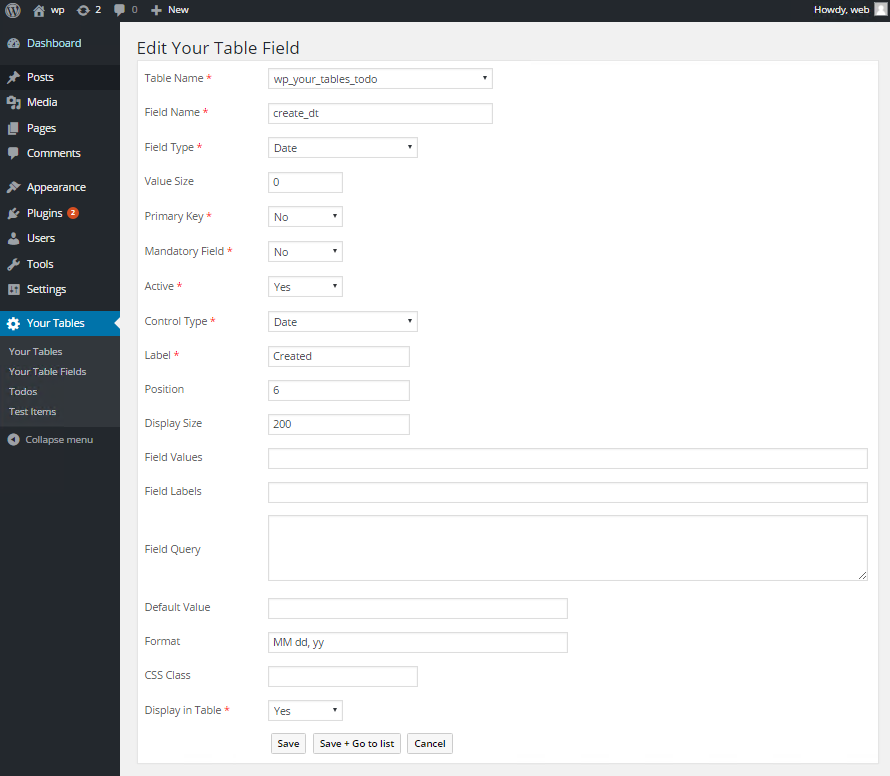 wp 2 0 New Howdy, web
Dashboard
Posts
Media
Pages
Comments
Appearance
Plugins 2
Users
Tools
Settings
Your Tables
Your Tables
Your Table Fields
Todos
Test Items
Collapse menu
Edit Your Table Field
Table Name * wp_your_tables_todo
Field Name * create_dt
Field Type * Date
Value Size 0
Primary Key * No
Mandatory Field * No
Active * Yes
Control Type * Date
Label * Created
Position 6
Display Size 200
Field Values
Field Labels
Field Query
Default Value
Format MM dd, yy
CSS Class
Display in Table * Yes
Save Save + Go to list Cancel